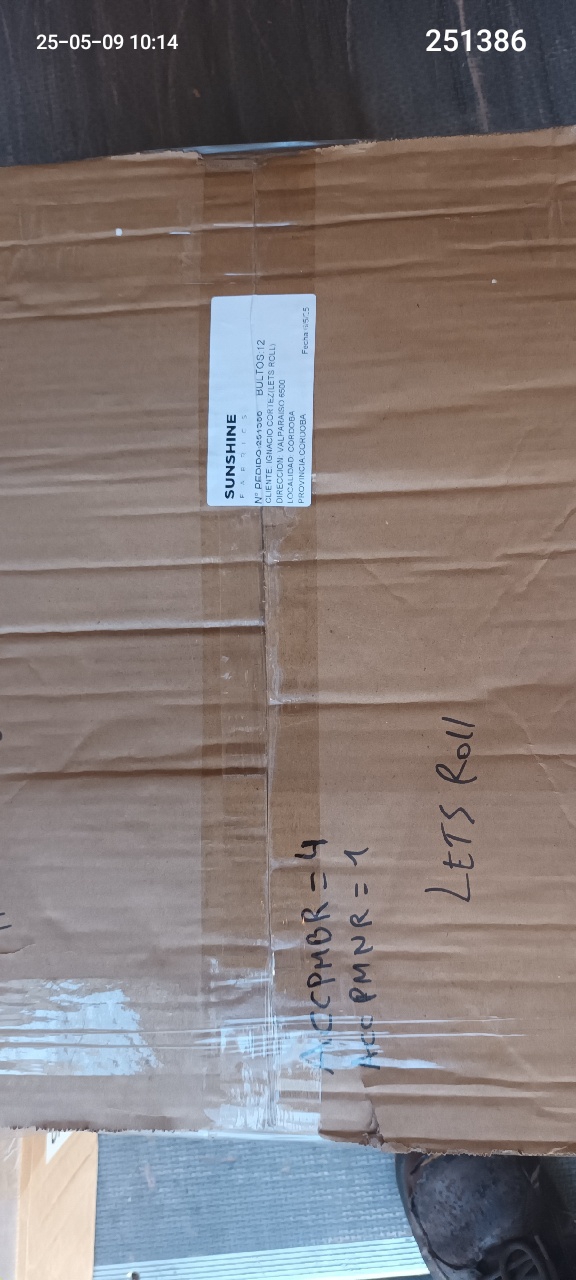 25-05-09 10:14
251386
SUNSHINE
FABRICS
Nº PEDIDO:251386 BULTOS:12
CLIENTE: IGNACIO CORTEZ(LETS ROLL)
DIRECCION: VALPARAISO 6500
LOCALIDAD: CORDOBA
PROVINCIA:CORDOBA
Fecha:
ACCPMBR = 4
ACCPMNR = 1
LETS Roll